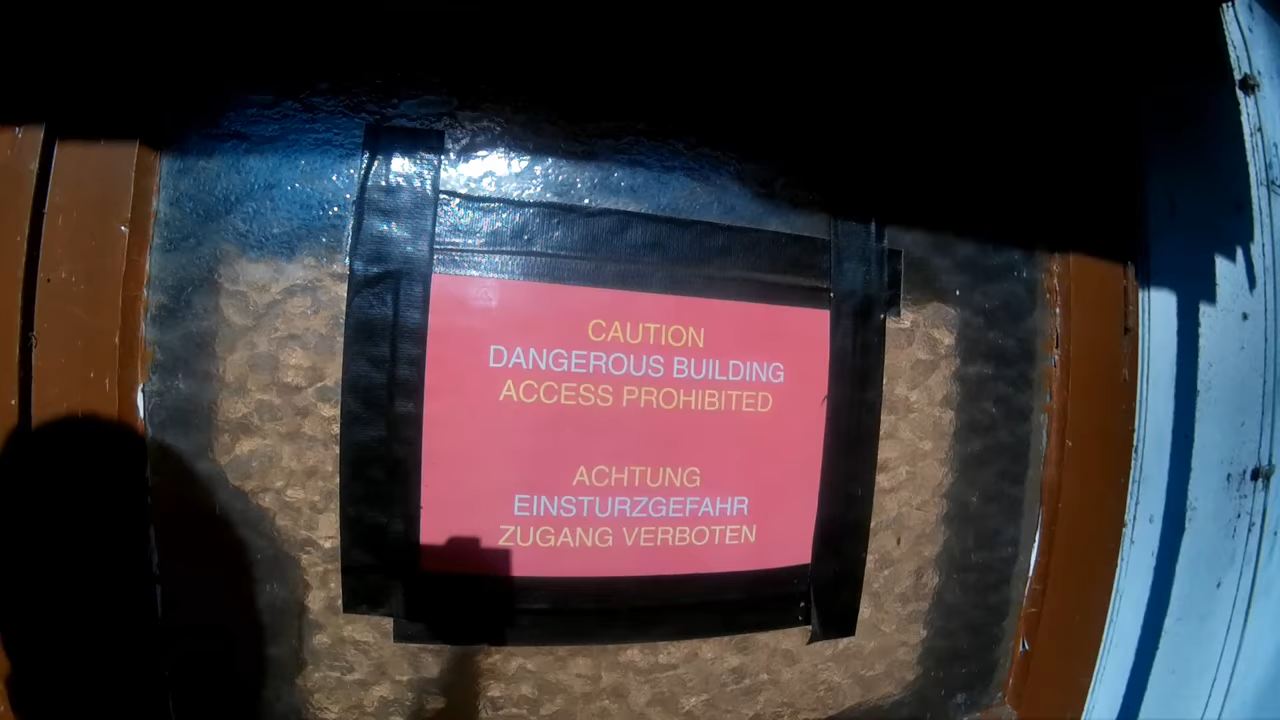 CAUTION
DANGEROUS BUILDING
ACCESS PROHIBITED
ACHTUNG
EINSTURZGEFAHR
ZUGANG VERBOTEN